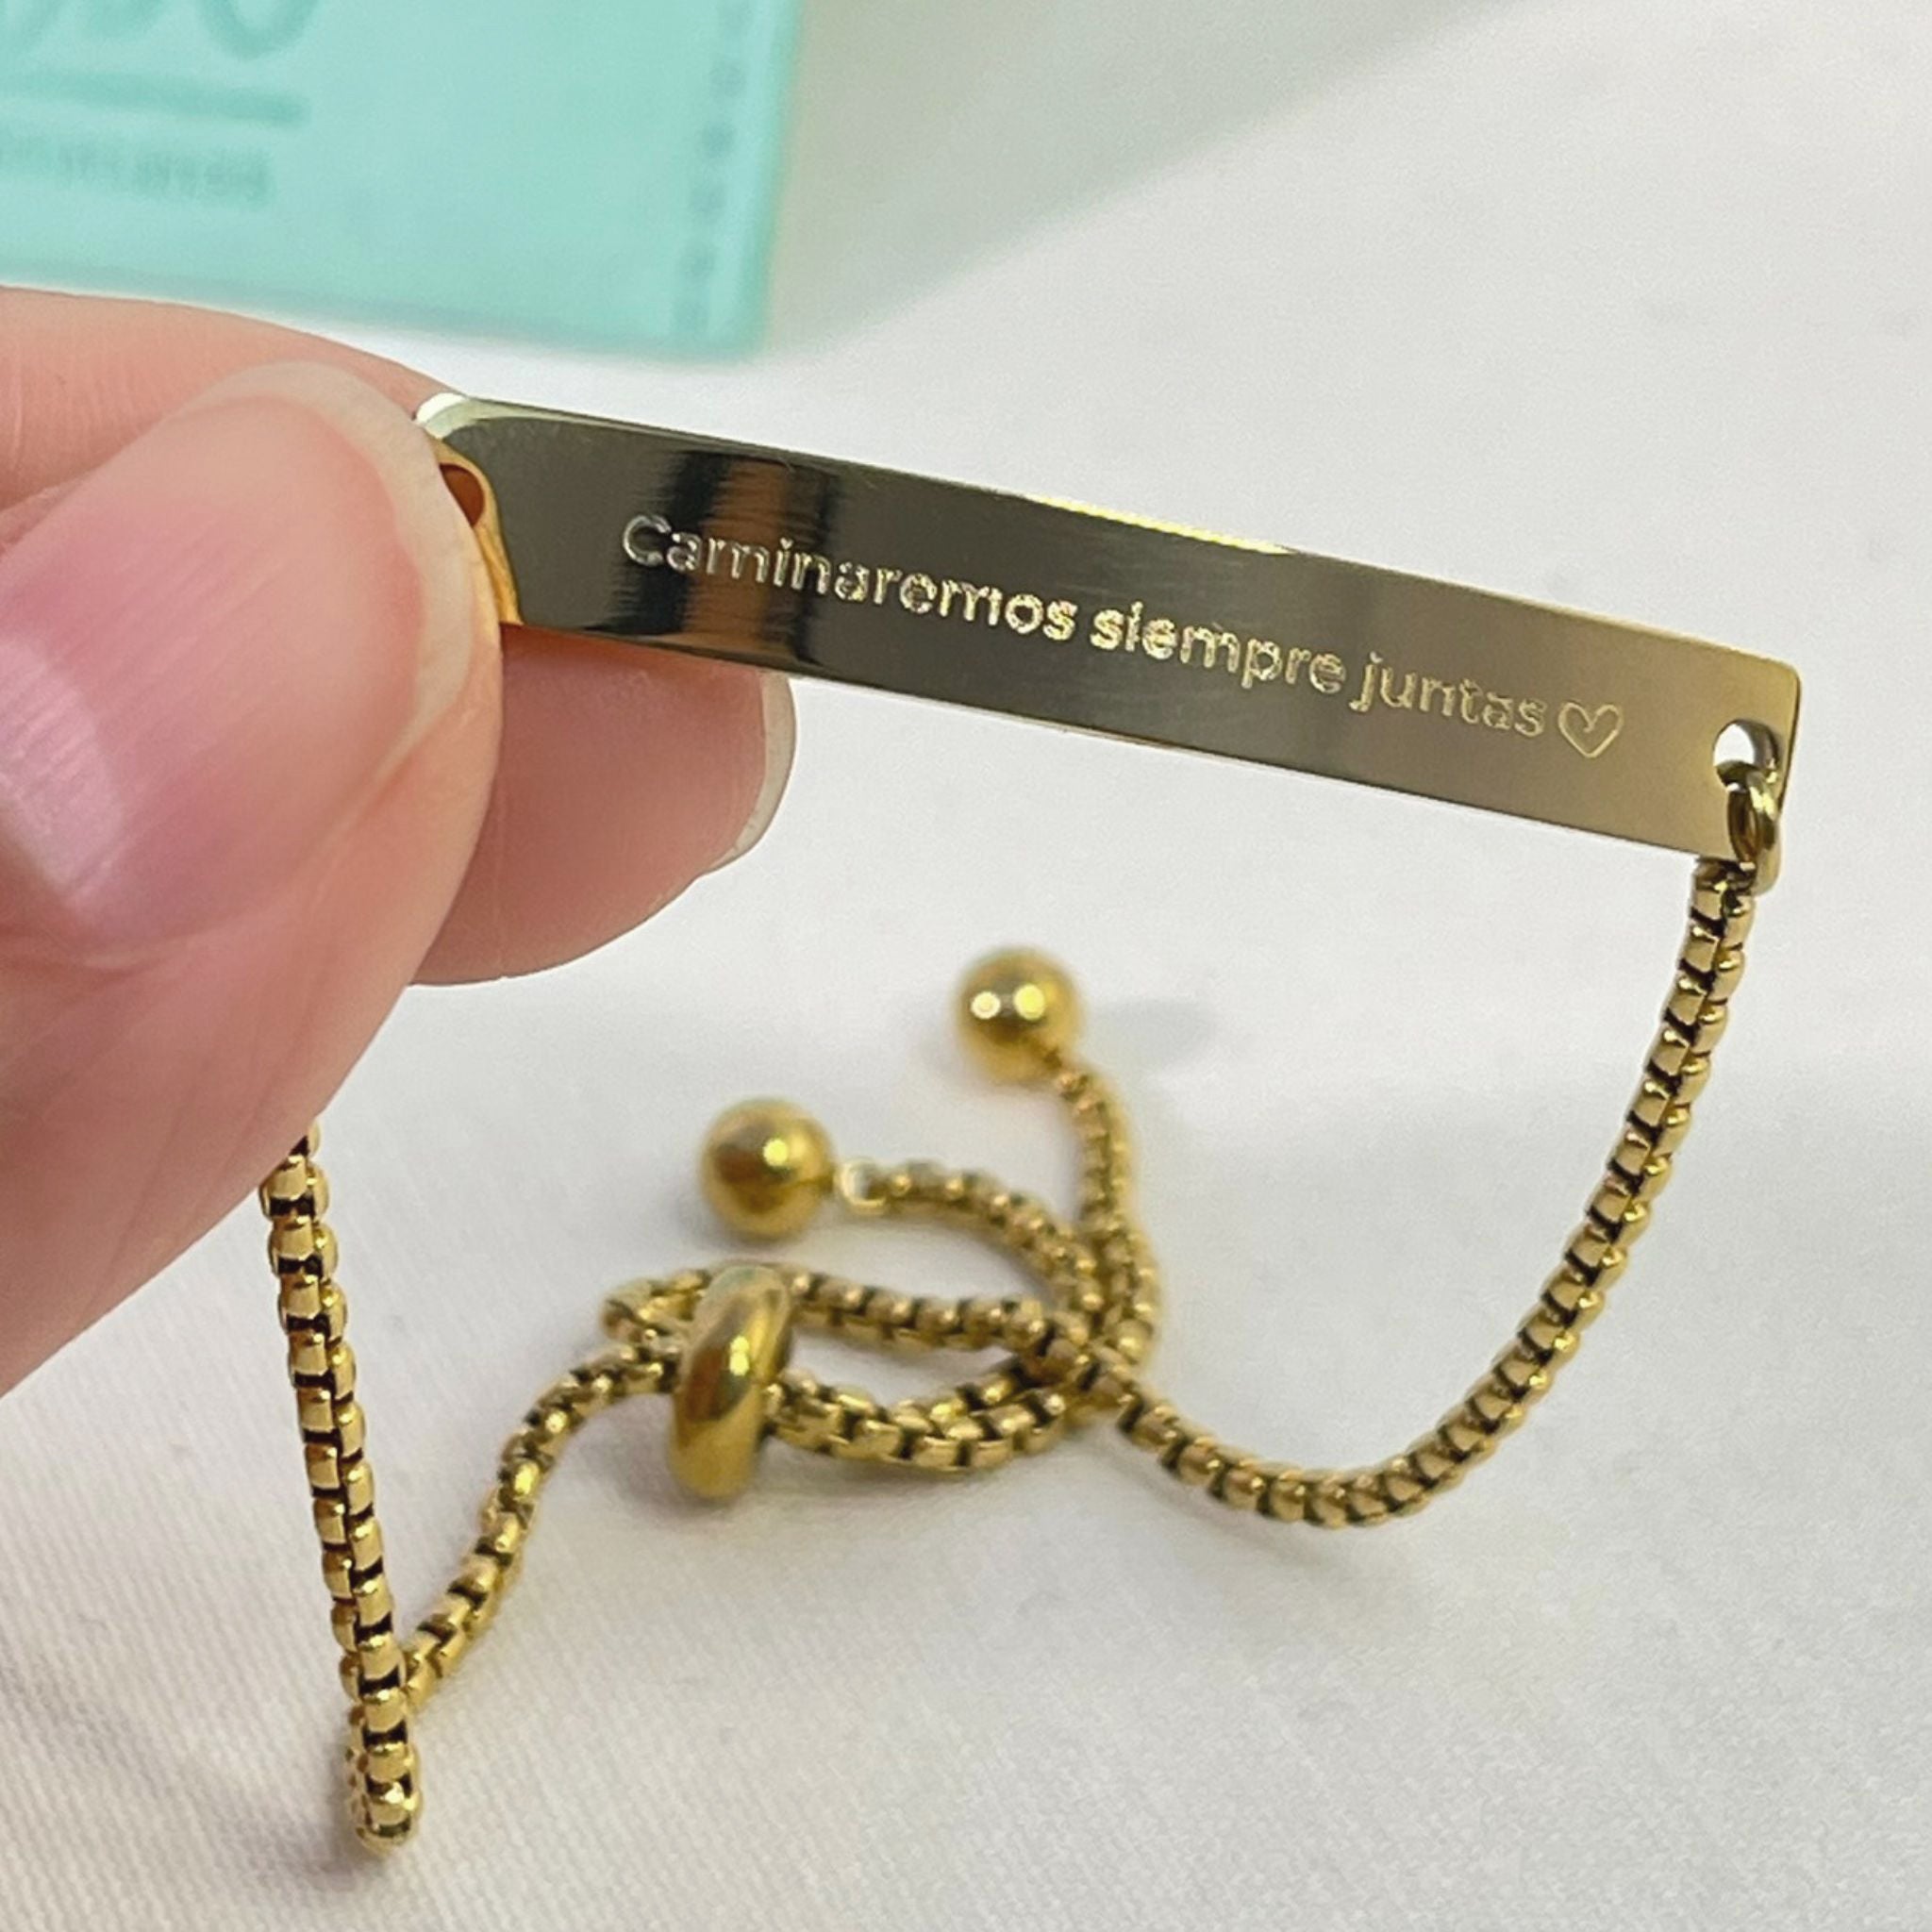 Caminaremos siempre juntas ♡